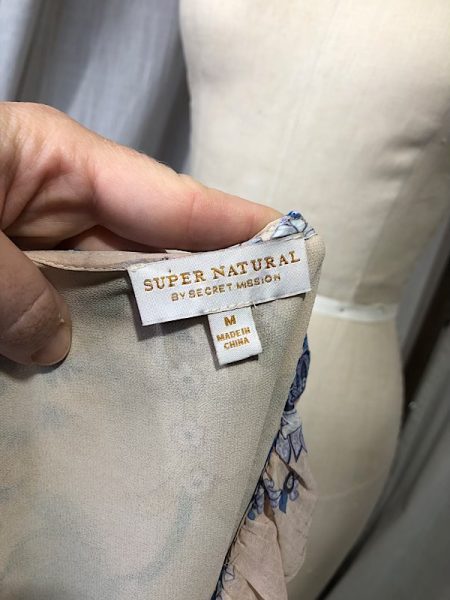 SUPER NATURAL
BY SECRET MISSION
M
MADE IN
CHINA